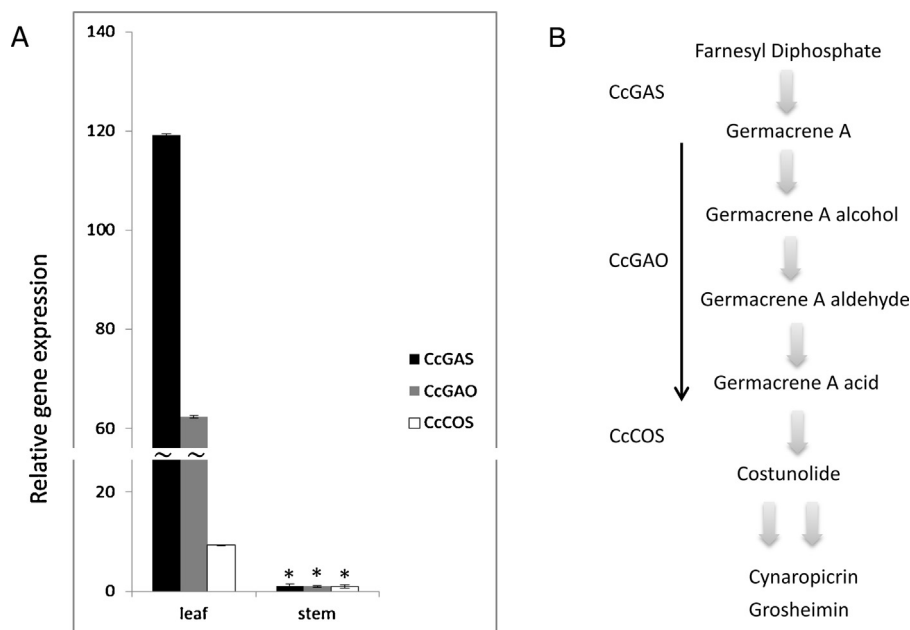 A
140
120
100
80
60
20
0
Relative gene expression
~ ~
* * *
leaf stem
CcGAS
CcGAO
CcCOS
B
Farnesyl Diphosphate
CcGAS
Germacrene A
Germacrene A alcohol
CcGAO
Germacrene A aldehyde
Germacrene A acid
CcCOS
Costunolide
Cynaropicrin
Grosheimin